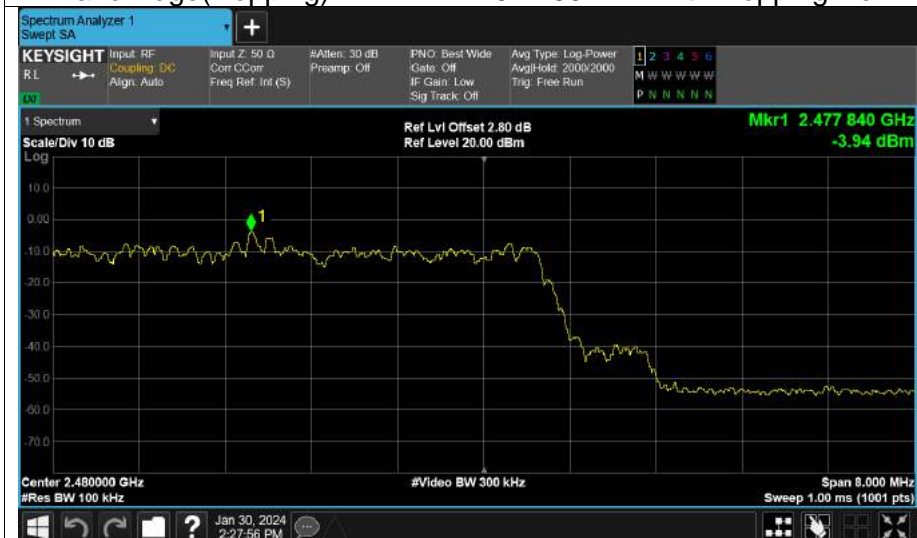 Spectrum Analyzer 1
Swept SA
+
KEYSIGHT
R L
LXI
Input: RF
Coupling: DC
Align: Auto
Input Z: 50 Ω
Corr CCorr
Freq Ref: Int (S)
#Atten: 30 dB
Preamp: Off
PNO: Best Wide
Gate: Off
IF Gain: Low
Sig Track: Off
Avg Type: Log-Power
Avg|Hold: 2000/2000
Trig: Free Run
1 2 3 4 5 6
M W W W W W
P N N N N N
1 Spectrum
Scale/Div 10 dB
Log
Ref Lvl Offset 2.80 dB
Ref Level 20.00 dBm
Mkr1 2.477 840 GHz
-3.94 dBm
10.0
0.00
-10.0
-20.0
-30.0
-40.0
-50.0
-60.0
-70.0
1
Center 2.480000 GHz
#Res BW 100 kHz
#Video BW 300 kHz
Span 8.000 MHz
Sweep 1.00 ms (1001 pts)
?
Jan 30, 2024
2:27:56 PM